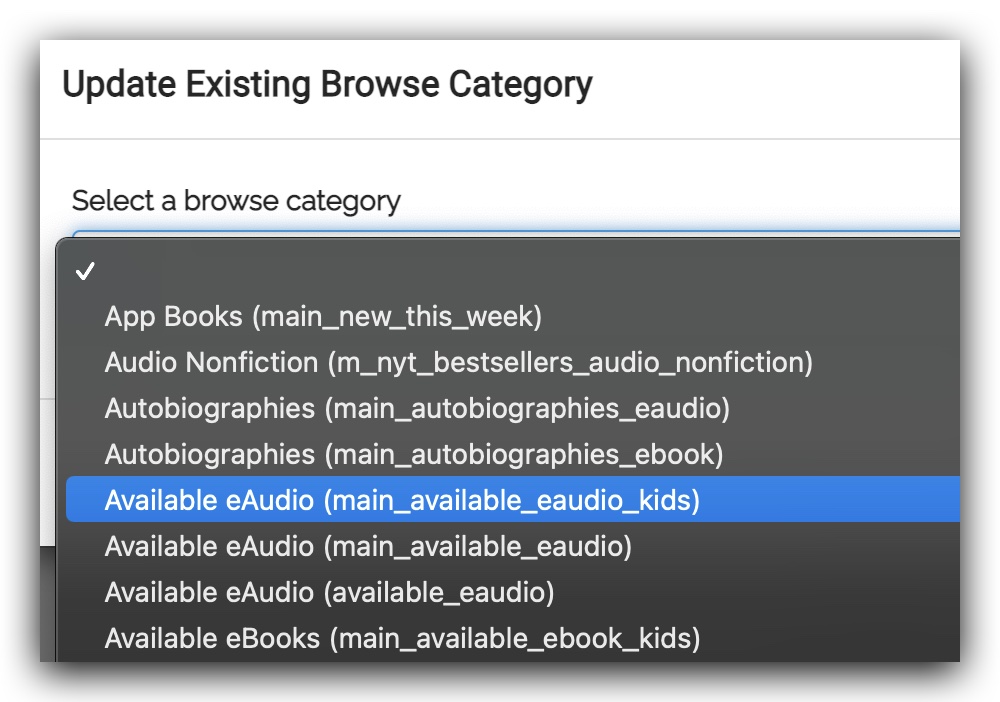 Update Existing Browse Category
Select a browse category
✓
App Books (main_new_this_week)
Audio Nonfiction (m_nyt_bestsellers_audio_nonfiction)
Autobiographies (main_autobiographies_eaudio)
Autobiographies (main_autobiographies_ebook)
Available eAudio (main_available_eaudio_kids)
Available eAudio (main_available_eaudio)
Available eAudio (available_eaudio)
Available eBooks (main_available_ebook_kids)